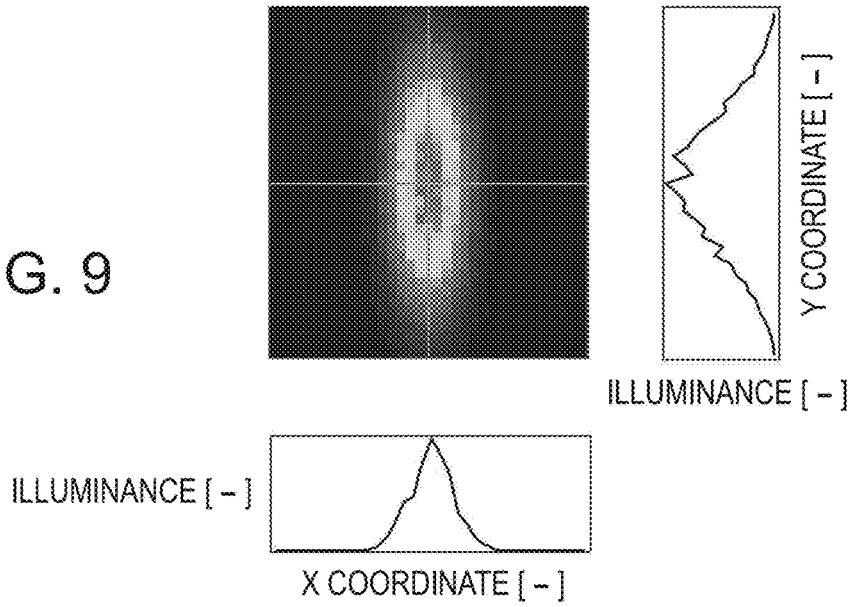 G. 9
Y COORDINATE [ – ]
ILLUMINANCE [ – ]
ILLUMINANCE [ – ]
X COORDINATE [ – ]